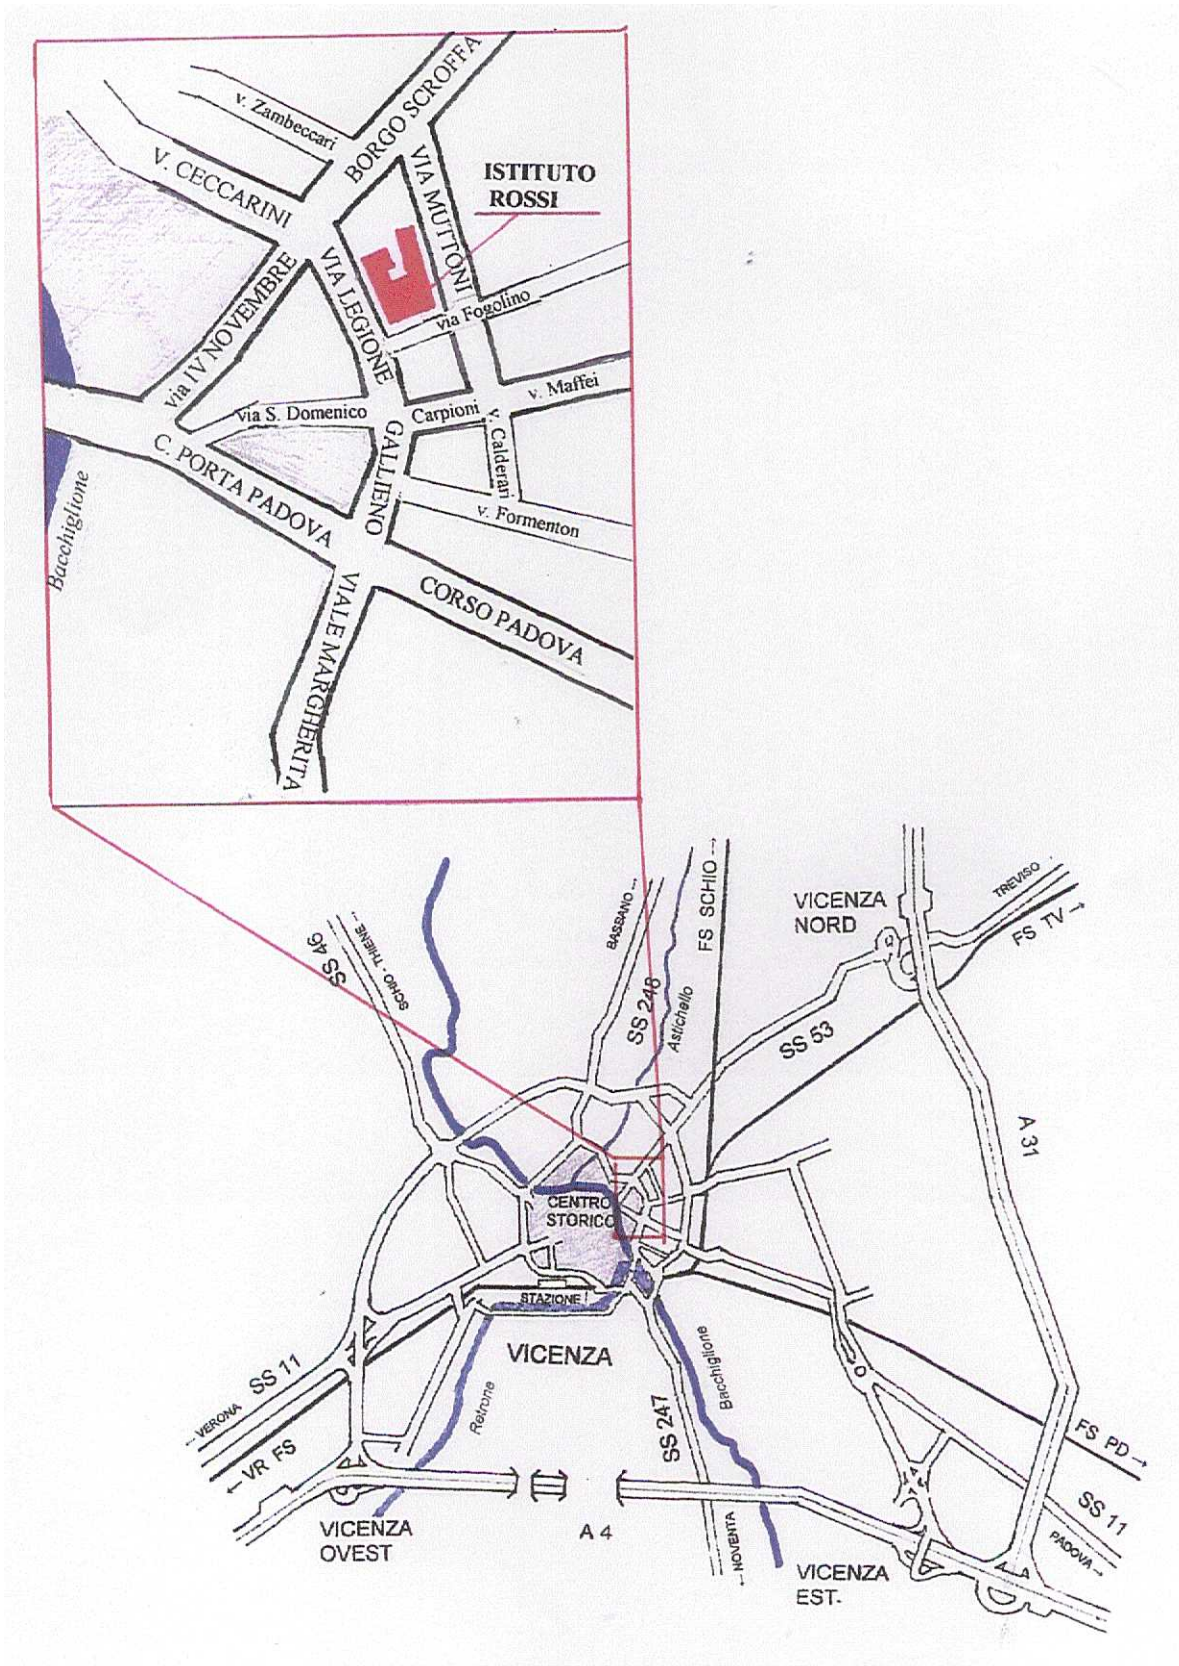 v. Zambeccari
BORGO SCROFFA
V. CECCARINI
VIA MUTTONI
ISTITUTO
ROSSI
via IV NOVEMBRE
VIA LEGIONE
GALLIENO
via Fogolino
v. Maffei
via S. Domenico
Carpioni
v. Calderari
C. PORTA PADOVA
v. Formenton
Bacchiglione
CORSO PADOVA
VIALE MARGHERITA
SS 46
SCHIO - THIENE →
BASSANO →
SS 248
Astichello
FS SCHIO →
VICENZA
NORD
TREVISO
FS TV →
SS 53
A 31
CENTRO
STORICO
STAZIONE
VICENZA
SS 11
← VERONA
← VR FS
Retrone
SS 247
Bacchiglione
FS PD →
SS 11
PADOVA →
VICENZA
OVEST
A 4
← NOVENTA
VICENZA
EST.